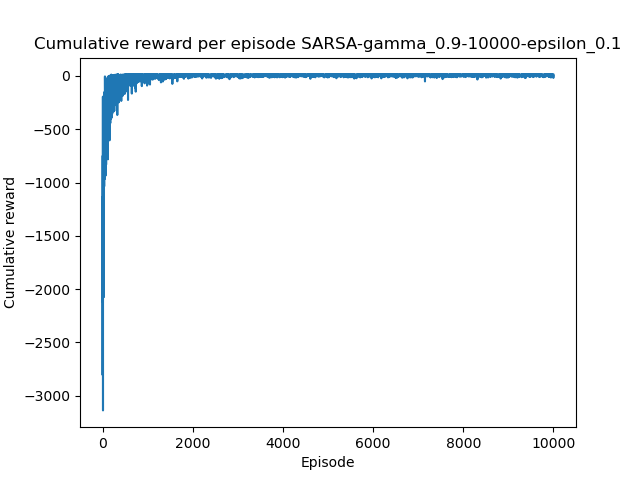 Cumulative reward per episode SARSA-gamma_0.9-10000-epsilon_0.1
0
−500
−1000
−1500
−2000
−2500
−3000
Cumulative reward
0 2000 4000 6000 8000 10000
Episode